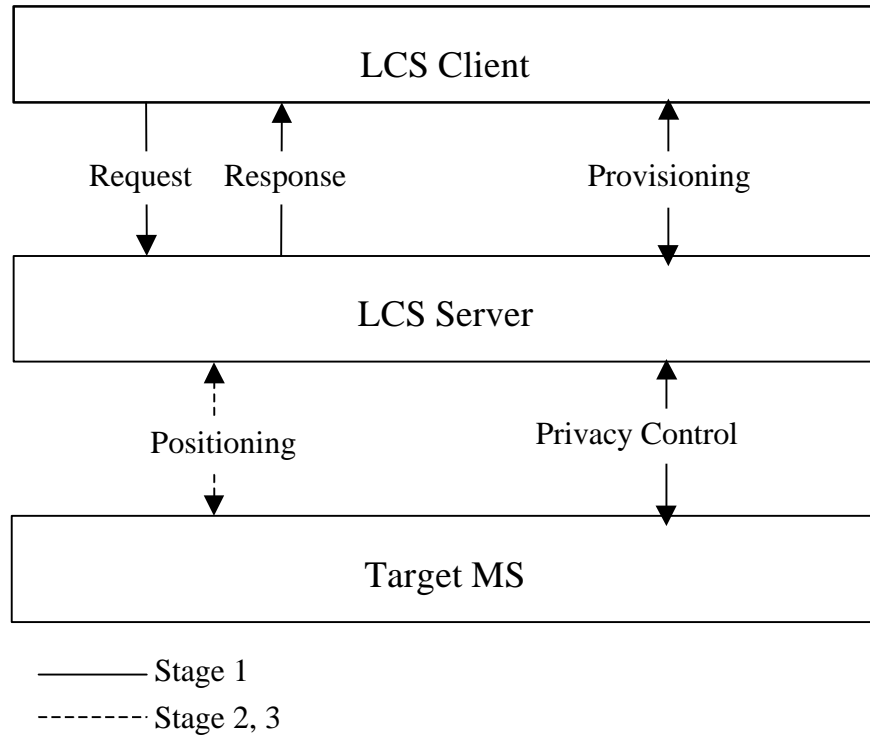 LCS Client
Request Response Provisioning
LCS Server
Positioning Privacy Control
Target MS
Stage 1
Stage 2, 3